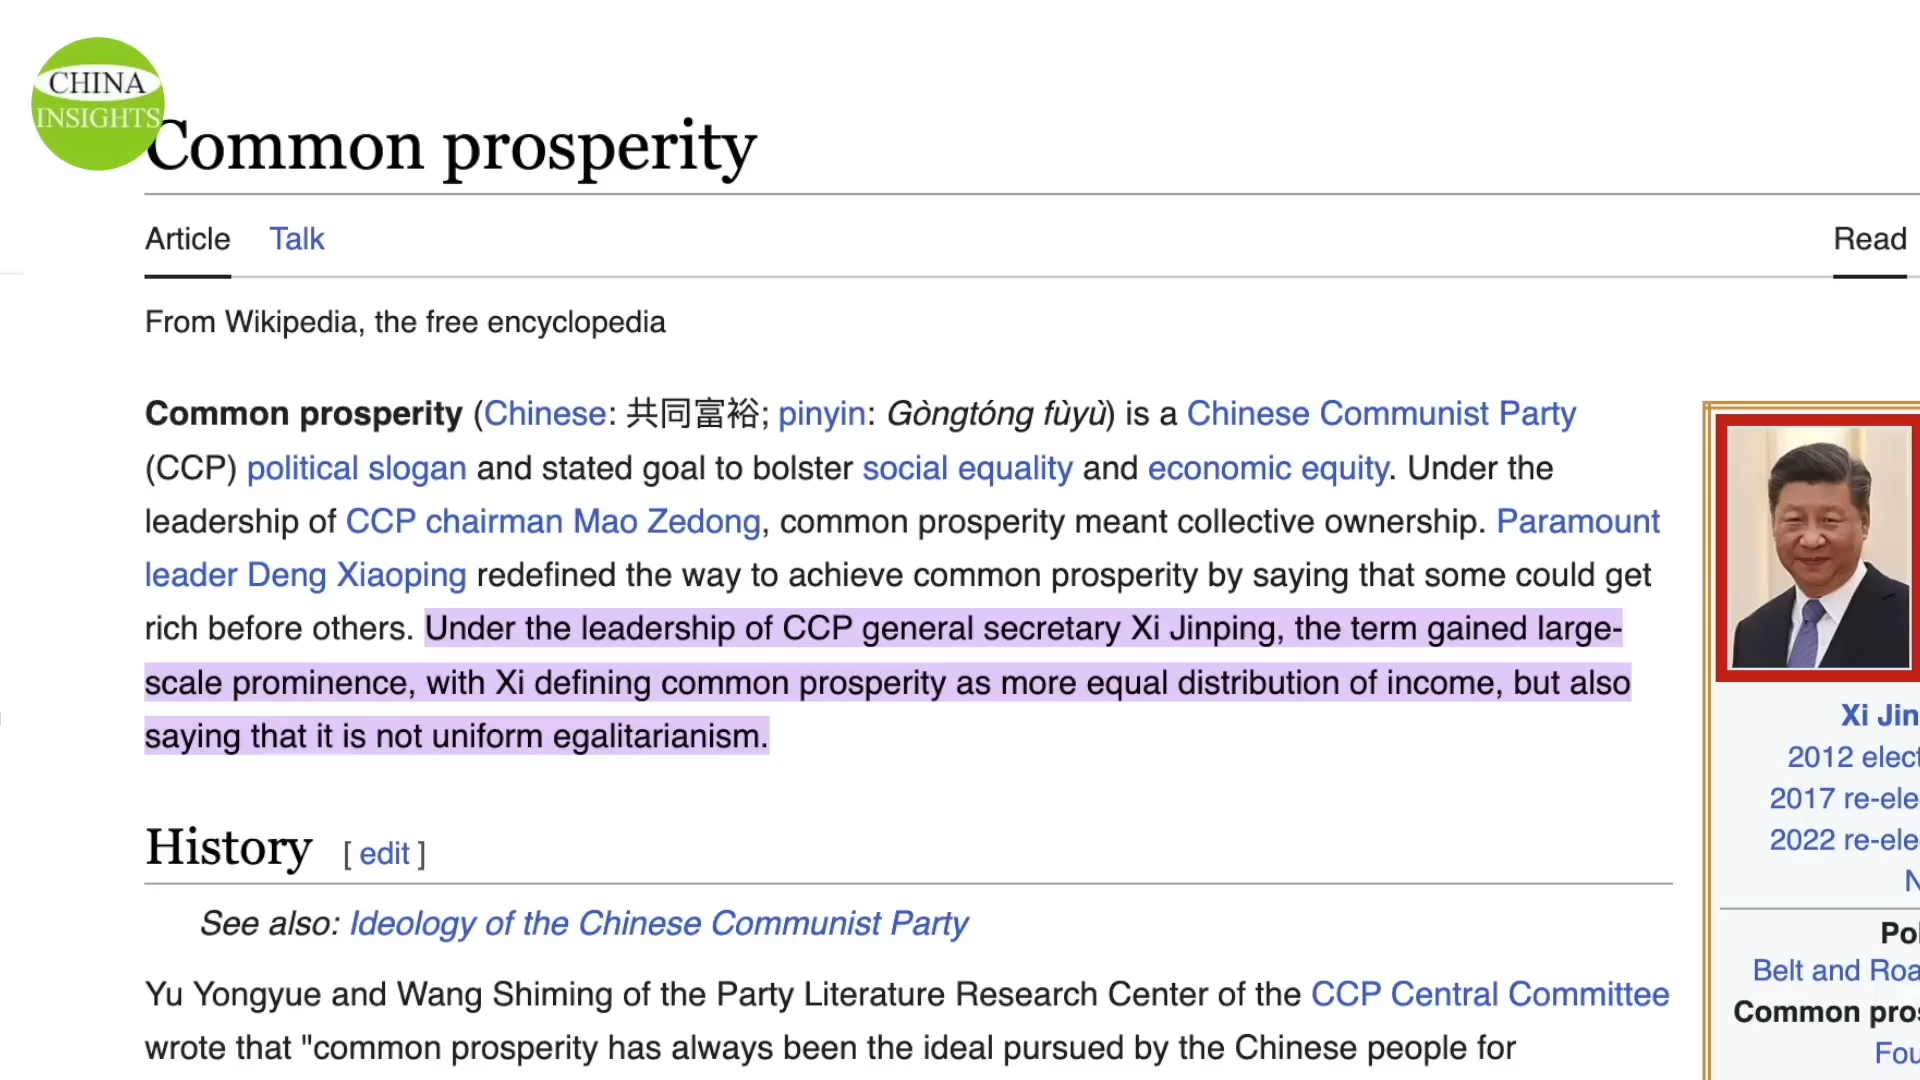 CHINA
INSIGHTS
Common prosperity
Article Talk Read
From Wikipedia, the free encyclopedia
Common prosperity (Chinese: 共同富裕; pinyin: Gòngtóng fùyù) is a Chinese Communist Party
(CCP) political slogan and stated goal to bolster social equality and economic equity. Under the
leadership of CCP chairman Mao Zedong, common prosperity meant collective ownership. Paramount
leader Deng Xiaoping redefined the way to achieve common prosperity by saying that some could get
rich before others. Under the leadership of CCP general secretary Xi Jinping, the term gained large-
scale prominence, with Xi defining common prosperity as more equal distribution of income, but also
saying that it is not uniform egalitarianism.
History [ edit ]
See also: Ideology of the Chinese Communist Party
Yu Yongyue and Wang Shiming of the Party Literature Research Center of the CCP Central Committee
wrote that "common prosperity has always been the ideal pursued by the Chinese people for
Xi Jin
2012 elect
2017 re-ele
2022 re-ele
N
Pol
Belt and Roa
Common pros
Fou